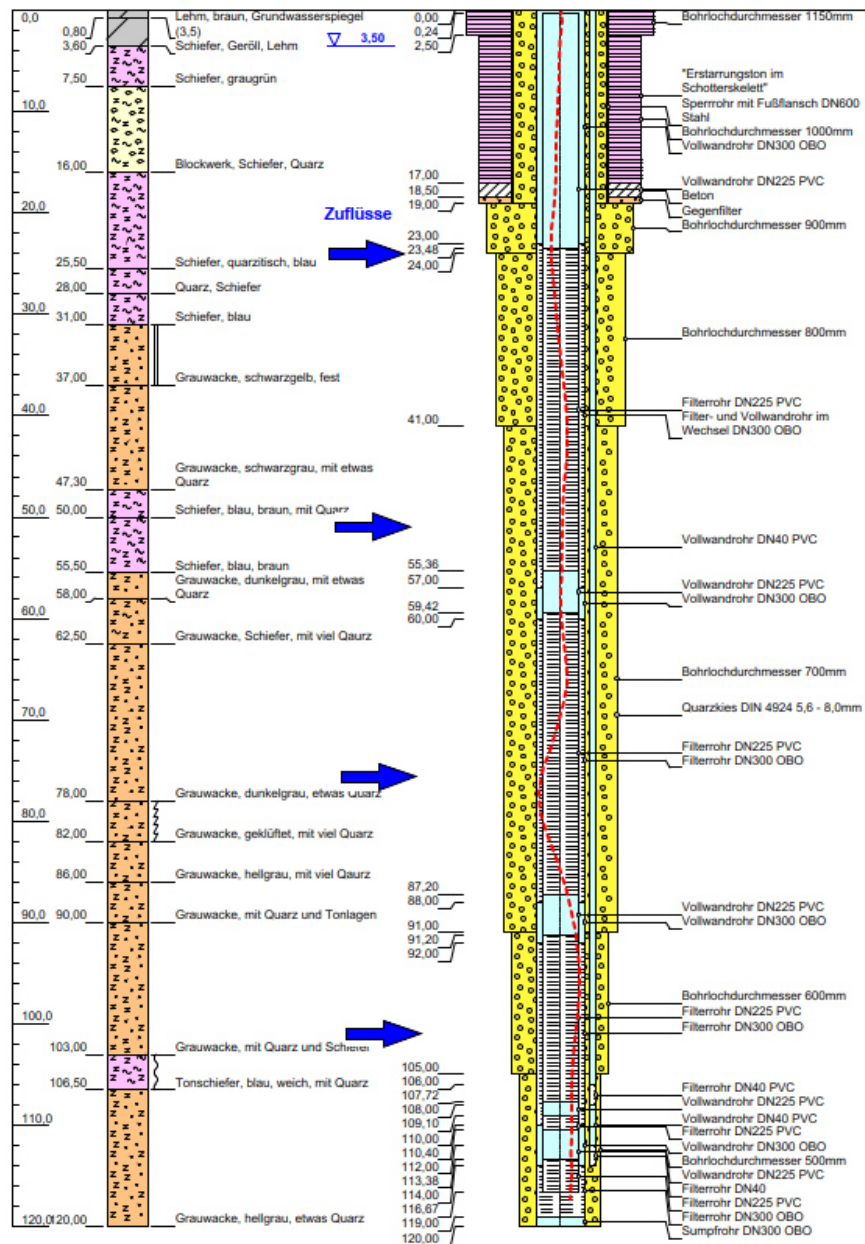 0,0
0,80
3,60
7,50
10,0
16,00
20,0
25,50
28,00
30,0
31,00
37,00
40,0
47,30
50,0
50,00
55,50
58,00
60,0
62,50
70,0
78,00
80,0
82,00
86,00
90,0
90,00
100,0
103,00
106,50
110,0
120,0
120,00
Lehm, braun, Grundwasserspiegel
(3,5)
Schiefer, Geröll, Lehm
Schiefer, graugrün
Blockwerk, Schiefer, Quarz
Schiefer, quarzitisch, blau
Quarz, Schiefer
Schiefer, blau
Grauwacke, schwarzgelb, fest
Grauwacke, schwarzgrau, mit etwas
Quarz
Schiefer, blau, braun, mit Quarz
Schiefer, blau, braun
Grauwacke, dunkelgrau, mit etwas
Quarz
Grauwacke, Schiefer, mit viel Qaurz
Grauwacke, dunkelgrau, etwas Quarz
Grauwacke, geklüftet, mit viel Quarz
Grauwacke, hellgrau, mit viel Qaurz
Grauwacke, mit Quarz und Tonlagen
Grauwacke, mit Quarz und Schiefer
Tonschiefer, blau, weich, mit Quarz
Grauwacke, hellgrau, etwas Quarz
3,50
Zuflüsse
0,00
0,24
2,50
17,00
18,50
19,00
23,00
23,48
24,00
41,00
55,36
57,00
59,42
60,00
87,20
88,00
91,00
91,20
92,00
105,00
106,00
107,72
108,00
109,10
110,00
110,40
112,00
113,38
114,00
116,67
119,00
120,00
Bohrlochdurchmesser 1150mm
"Erstarrungston im
Schotterskelett"
Sperrrohr mit Fußflansch DN600
Stahl
Bohrlochdurchmesser 1000mm
Vollwandrohr DN300 OBO
Vollwandrohr DN225 PVC
Beton
Gegenfilter
Bohrlochdurchmesser 900mm
Bohrlochdurchmesser 800mm
Filterrohr DN225 PVC
Filter- und Vollwandrohr im
Wechsel DN300 OBO
Vollwandrohr DN40 PVC
Vollwandrohr DN225 PVC
Vollwandrohr DN300 OBO
Bohrlochdurchmesser 700mm
Quarzkies DIN 4924 5,6 - 8,0mm
Filterrohr DN225 PVC
Filterrohr DN300 OBO
Vollwandrohr DN225 PVC
Vollwandrohr DN300 OBO
Bohrlochdurchmesser 600mm
Filterrohr DN225 PVC
Filterrohr DN300 OBO
Filterrohr DN40 PVC
Vollwandrohr DN225 PVC
Vollwandrohr DN40 PVC
Filterrohr DN225 PVC
Vollwandrohr DN300 OBO
Bohrlochdurchmesser 500mm
Vollwandrohr DN225 PVC
Filterrohr DN40
Filterrohr DN225 PVC
Filterrohr DN300 OBO
Sumpfrohr DN300 OBO